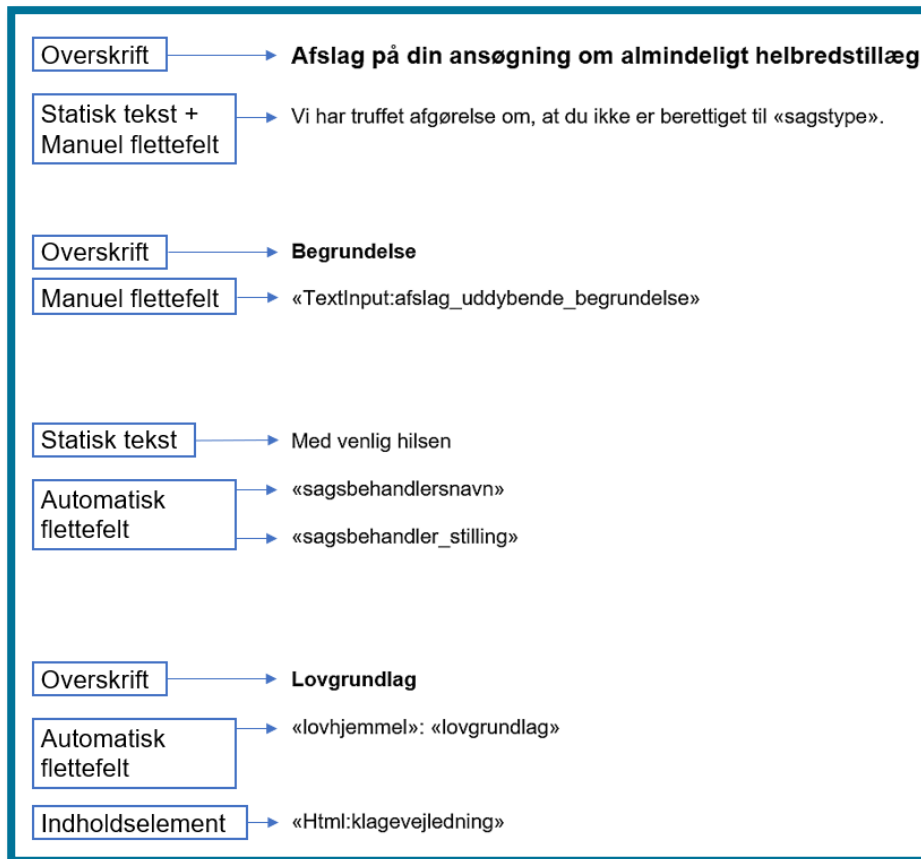 Overskrift
Afslag på din ansøgning om almindeligt helbredstillæg
Statisk tekst +
Manuel flettefelt
Vi har truffet afgørelse om, at du ikke er berettiget til «sagstype».
Overskrift
Begrundelse
Manuel flettefelt
«TextInput:afslag_uddybende_begrundelse»
Statisk tekst
Med venlig hilsen
Automatisk
flettefelt
«sagsbehandlersnavn»
«sagsbehandler_stilling»
Overskrift
Lovgrundlag
Automatisk
flettefelt
«lovhjemmel»: «lovgrundlag»
Indholdselement
«Html:klagevejledning»